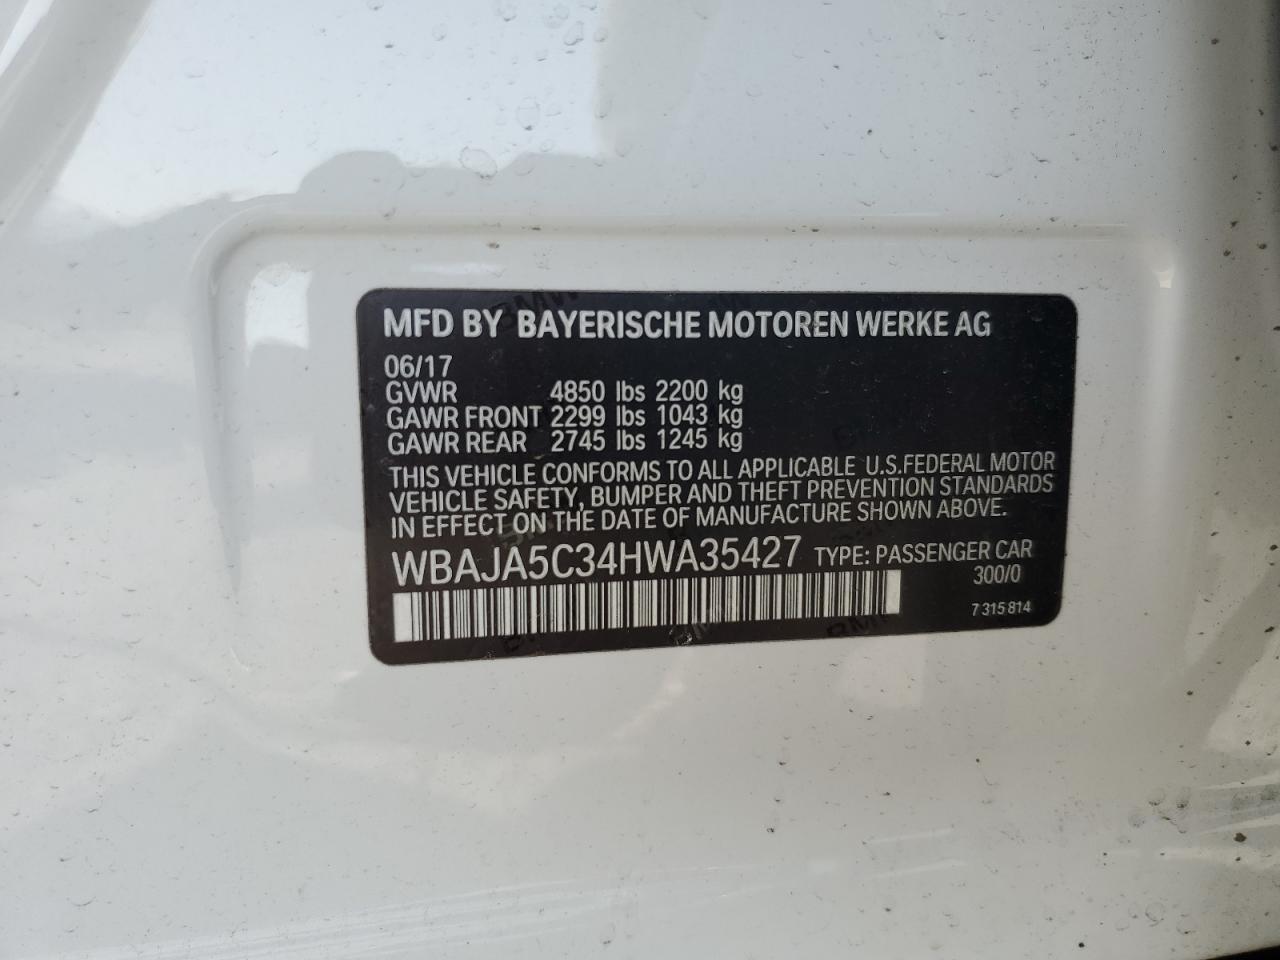 MFD BY BAYERISCHE MOTOREN WERKE AG
06/17
GVWR 4850 lbs 2200 kg
GAWR FRONT 2299 lbs 1043 kg
GAWR REAR 2745 lbs 1245 kg
THIS VEHICLE CONFORMS TO ALL APPLICABLE U.S.FEDERAL MOTOR
VEHICLE SAFETY, BUMPER AND THEFT PREVENTION STANDARDS
IN EFFECT ON THE DATE OF MANUFACTURE SHOWN ABOVE.
WBAJA5C34HWA35427 TYPE: PASSENGER CAR
300/0
7 315 814